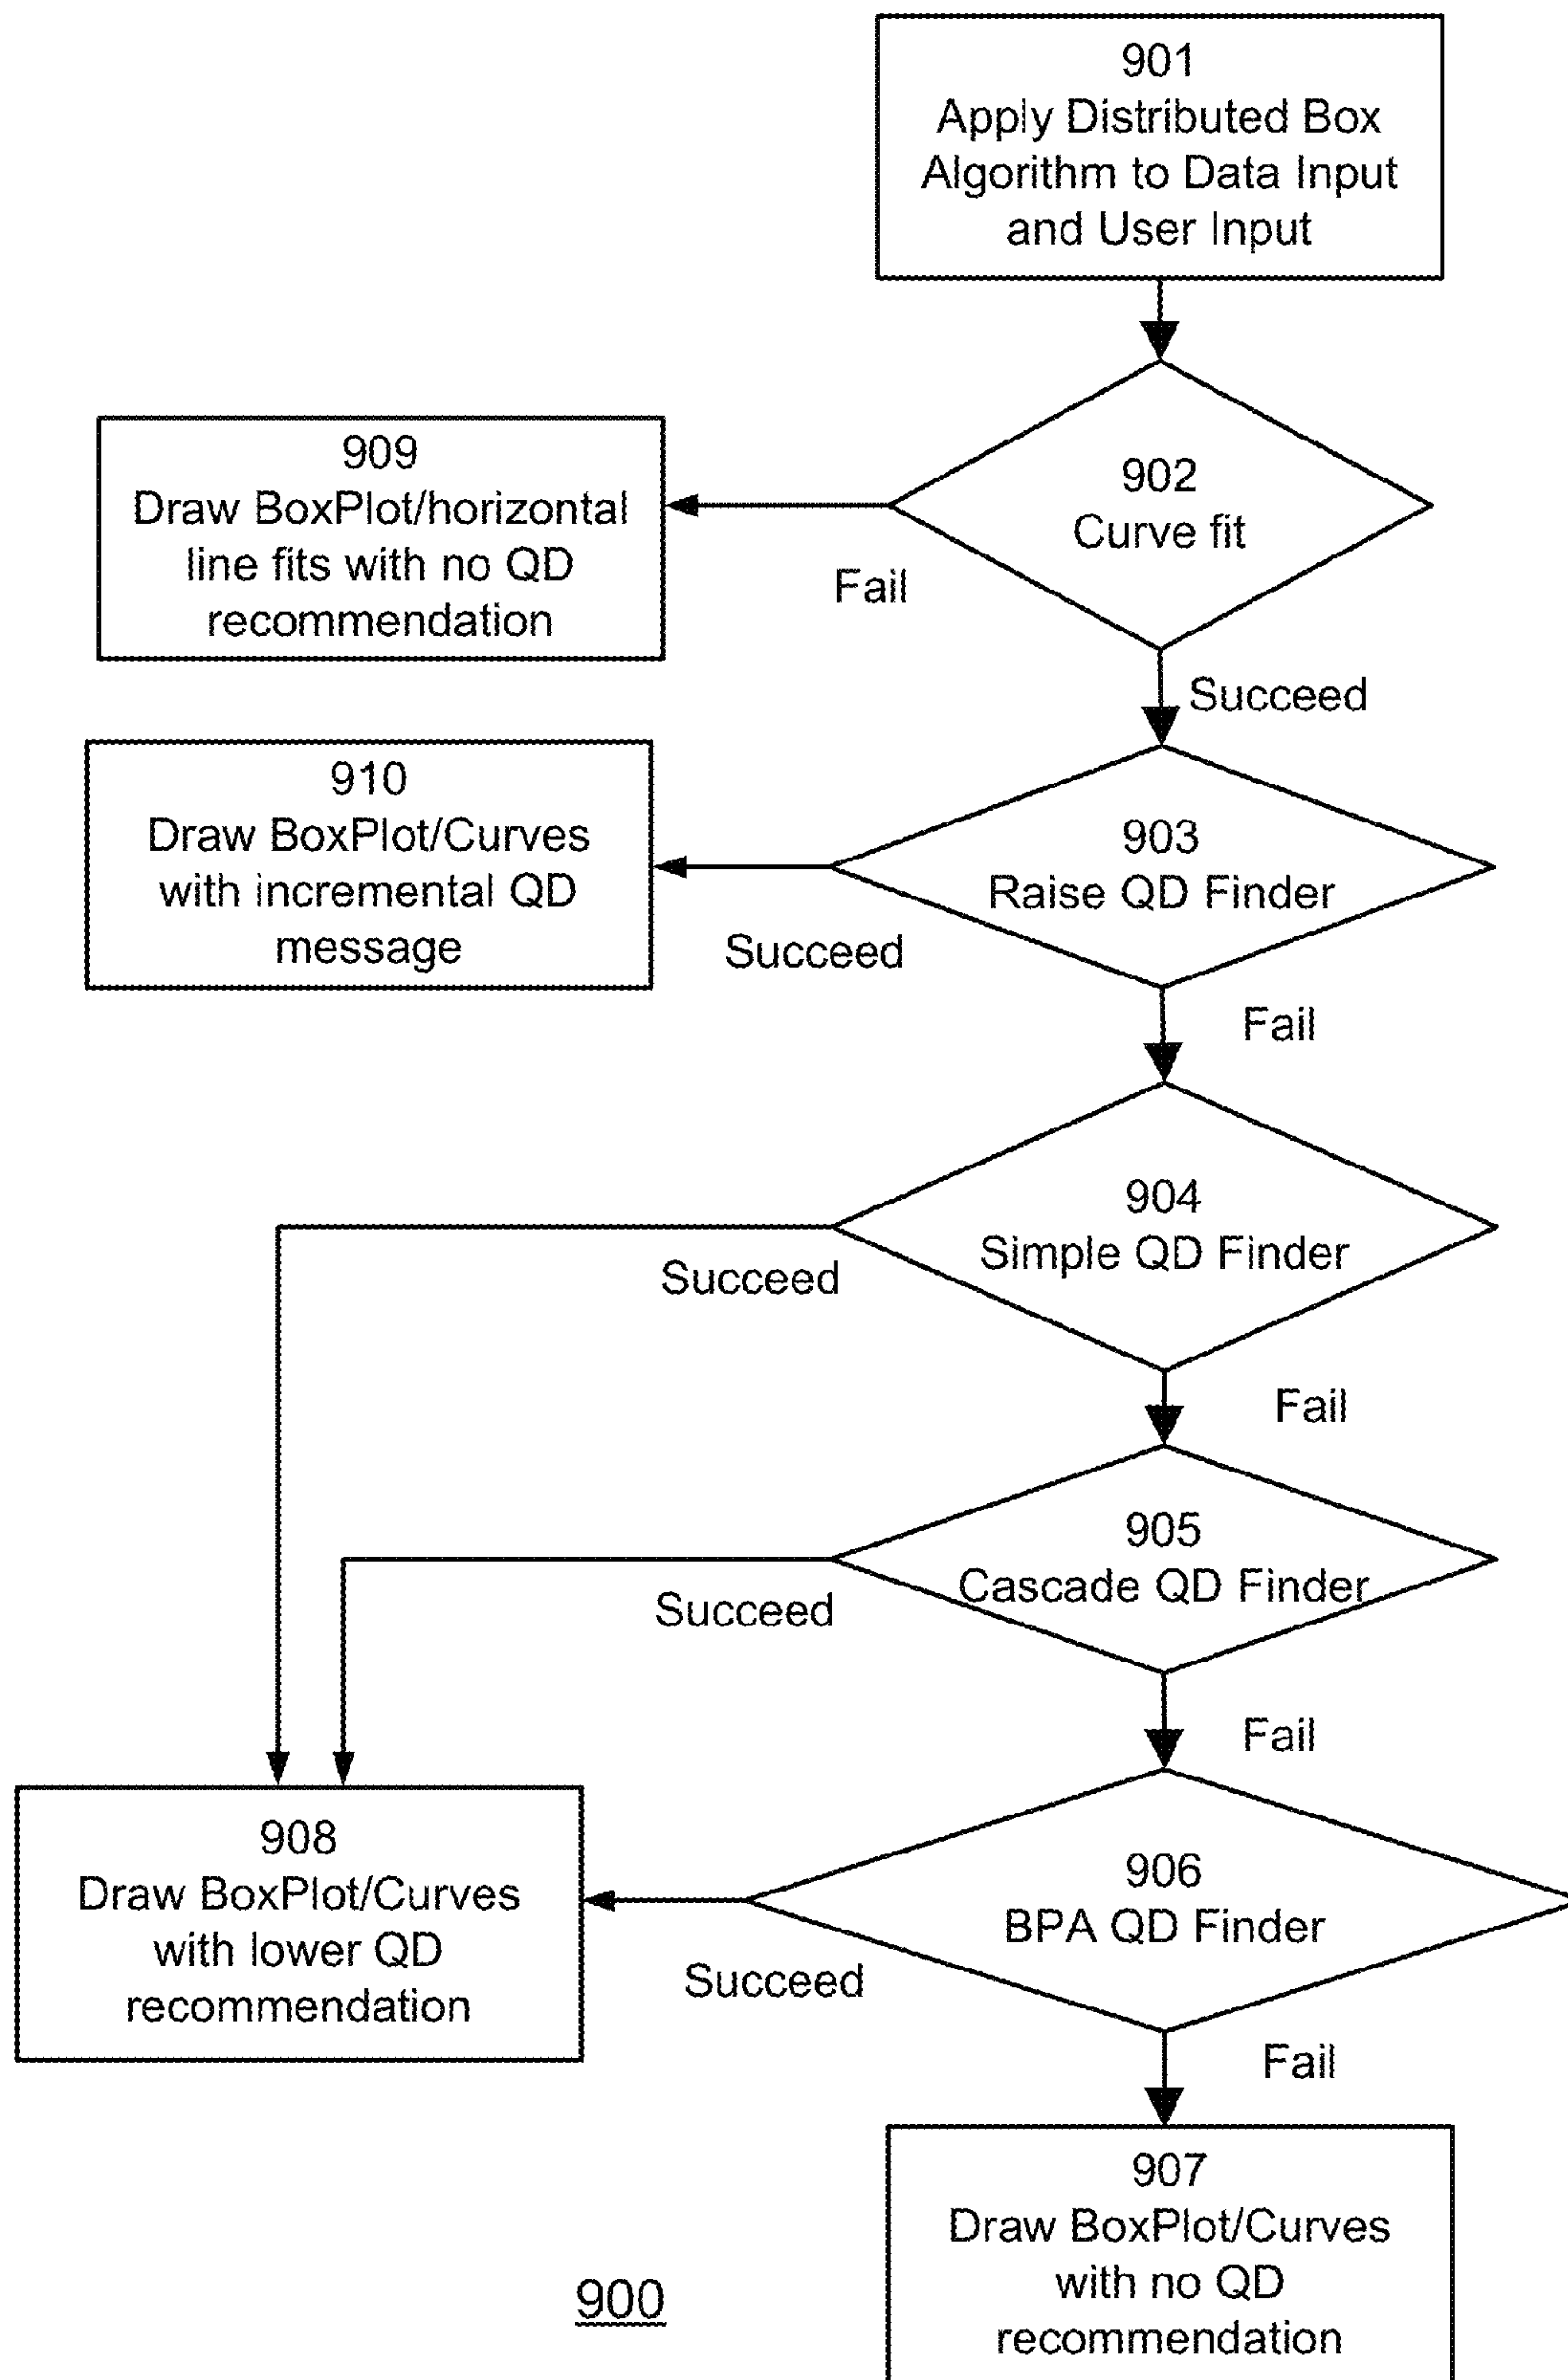 901
Apply Distributed Box
Algorithm to Data Input
and User Input
902
Curve fit
Fail
Succeed
909
Draw BoxPlot/horizontal
line fits with no QD
recommendation
903
Raise QD Finder
Succeed
Fail
910
Draw BoxPlot/Curves
with incremental QD
message
904
Simple QD Finder
Succeed
Fail
905
Cascade QD Finder
Succeed
Fail
906
BPA QD Finder
Succeed
Fail
908
Draw BoxPlot/Curves
with lower QD
recommendation
907
Draw BoxPlot/Curves
with no QD
recommendation
900